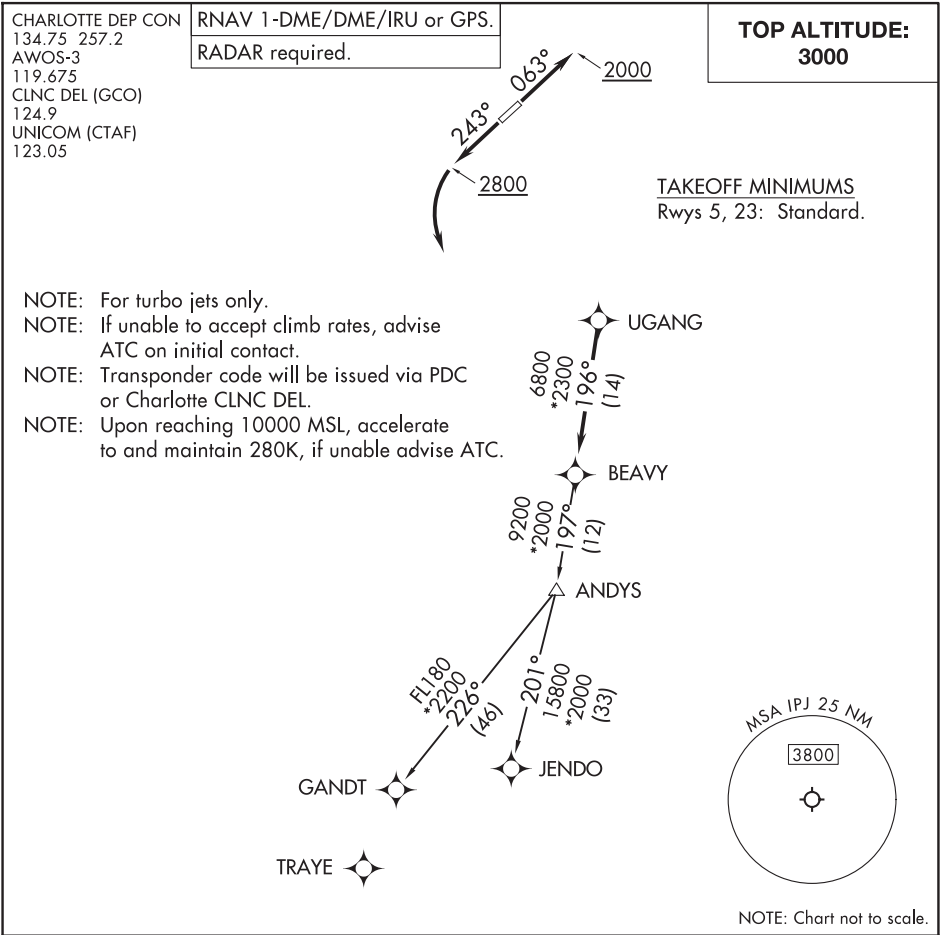 CHARLOTTE DEP CON
134.75 257.2
AWOS-3
119.675
CLNC DEL (GCO)
124.9
UNICOM (CTAF)
123.05
RNAV 1-DME/DME/IRU or GPS.
RADAR required.
TOP ALTITUDE:
3000
063°
2000
243°
2800
TAKEOFF MINIMUMS
Rwys 5, 23: Standard.
NOTE: For turbo jets only.
NOTE: If unable to accept climb rates, advise
ATC on initial contact.
NOTE: Transponder code will be issued via PDC
or Charlotte CLNC DEL.
NOTE: Upon reaching 10000 MSL, accelerate
to and maintain 280K, if unable advise ATC.
UGANG
6800
*2300
196°
(14)
BEAVY
9200
*2000
197°
(12)
ANDYS
FL180
*2200
226°
(46)
201°
15800
*2000
(33)
GANDT
JENDO
TRAYE
MSA IPJ 25 NM
3800
NOTE: Chart not to scale.